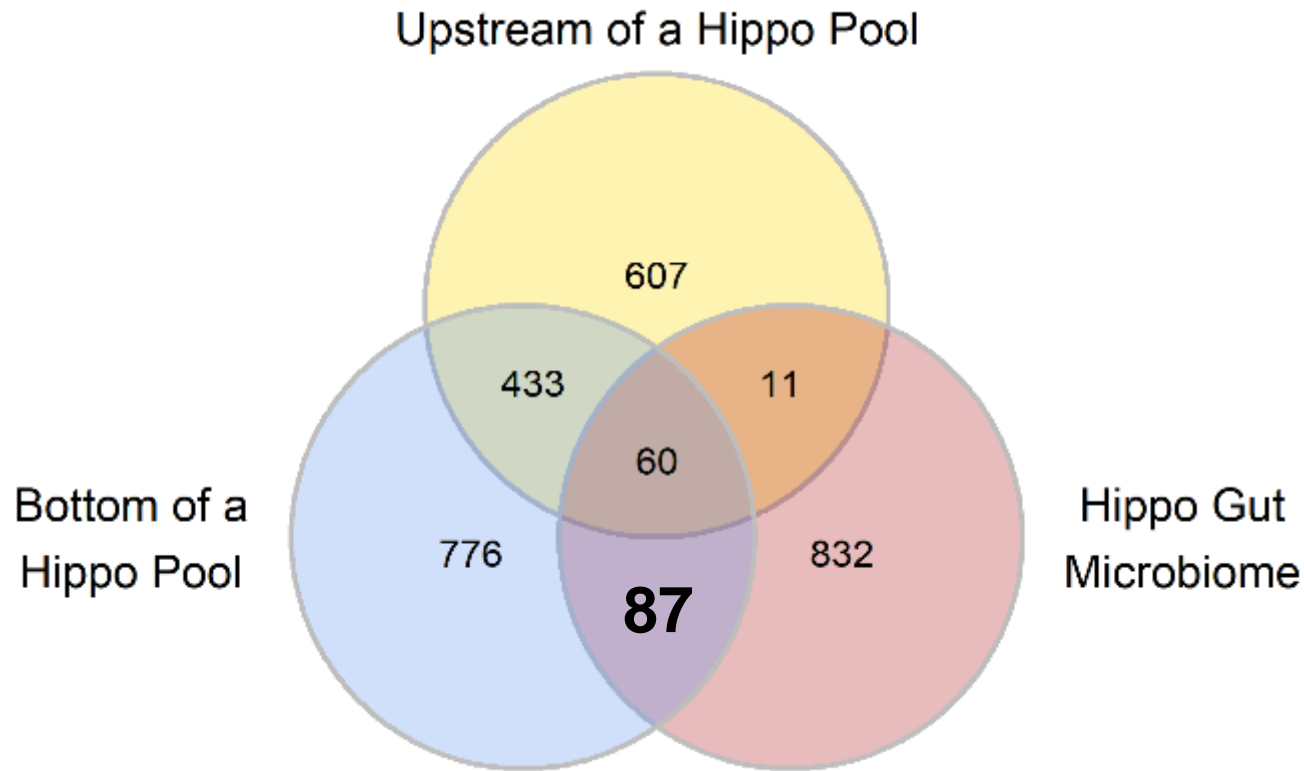 Upstream of a Hippo Pool
607
433
11
60
Bottom of a
Hippo Pool
776
832
Hippo Gut
Microbiome
87